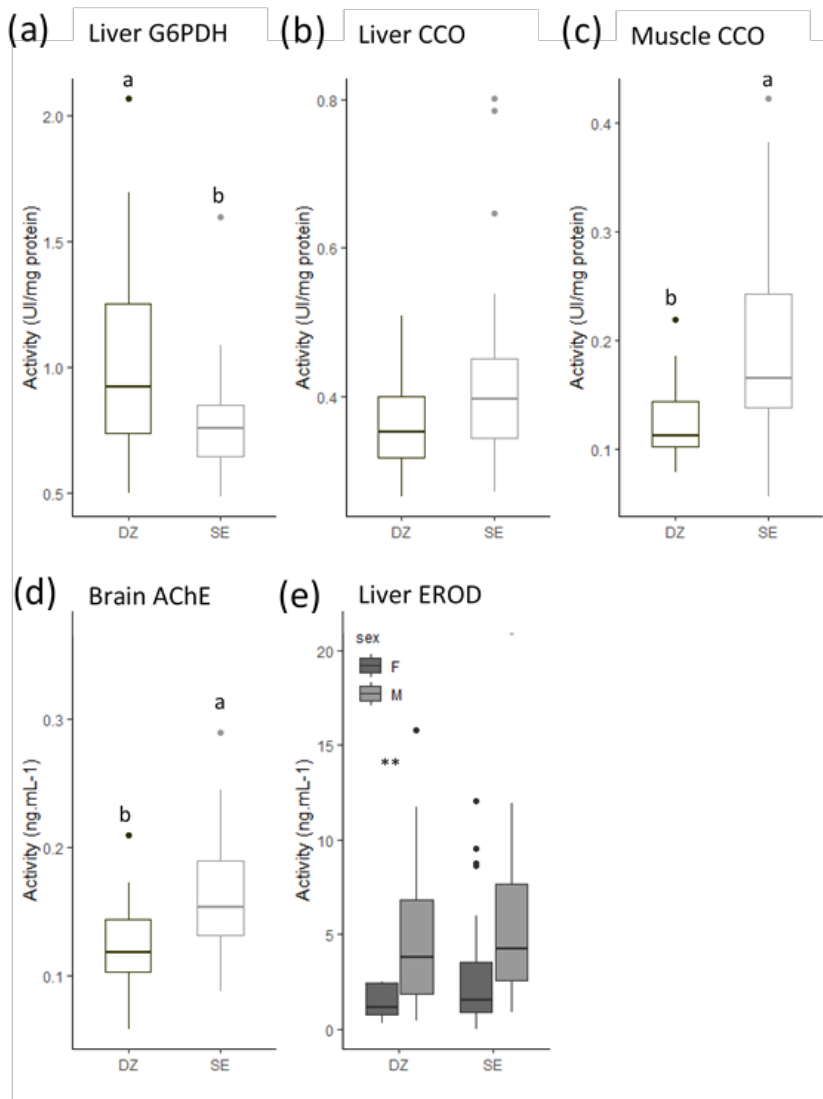 (a) Liver G6PDH
a
b
2.0
1.5
1.0
0.5
Activity (UI/mg protein)
DZ SE
(b) Liver CCO
0.8
0.6
0.4
Activity (UI/mg protein)
DZ SE
(c) Muscle CCO
a
b
0.4
0.3
0.2
0.1
Activity (UI/mg protein)
DZ SE
(d) Brain AChE
a
b
0.3
0.2
0.1
Activity (ng.mL-1)
DZ SE
(e) Liver EROD
sex
F
M
**
20
15
10
5
0
Activity (ng.mL-1)
DZ SE